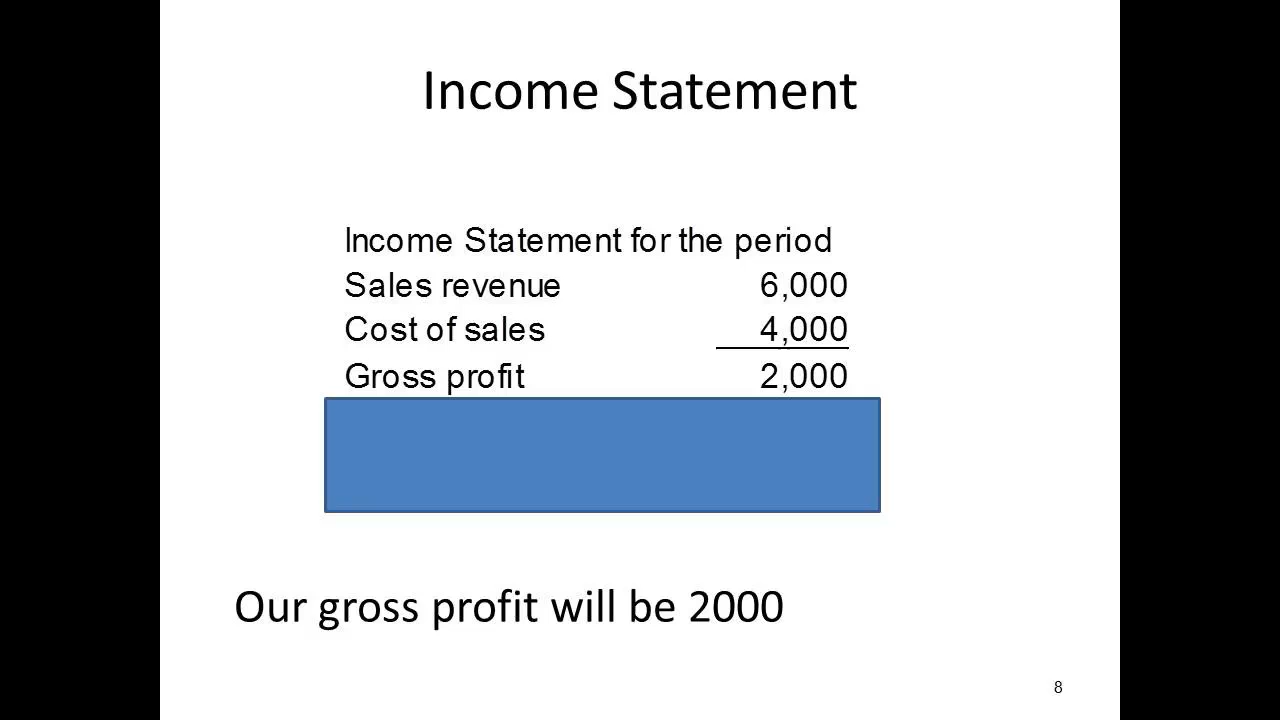 Income Statement
Income Statement for the period
Sales revenue 6,000
Cost of sales 4,000
Gross profit 2,000
Our gross profit will be 2000
8